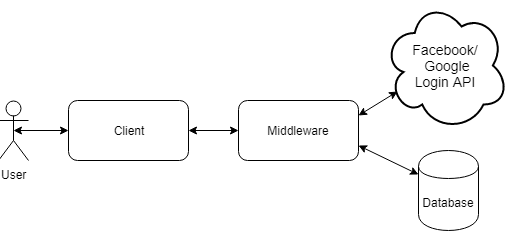 Facebook/
Google
Login API
Client
Middleware
User
Database